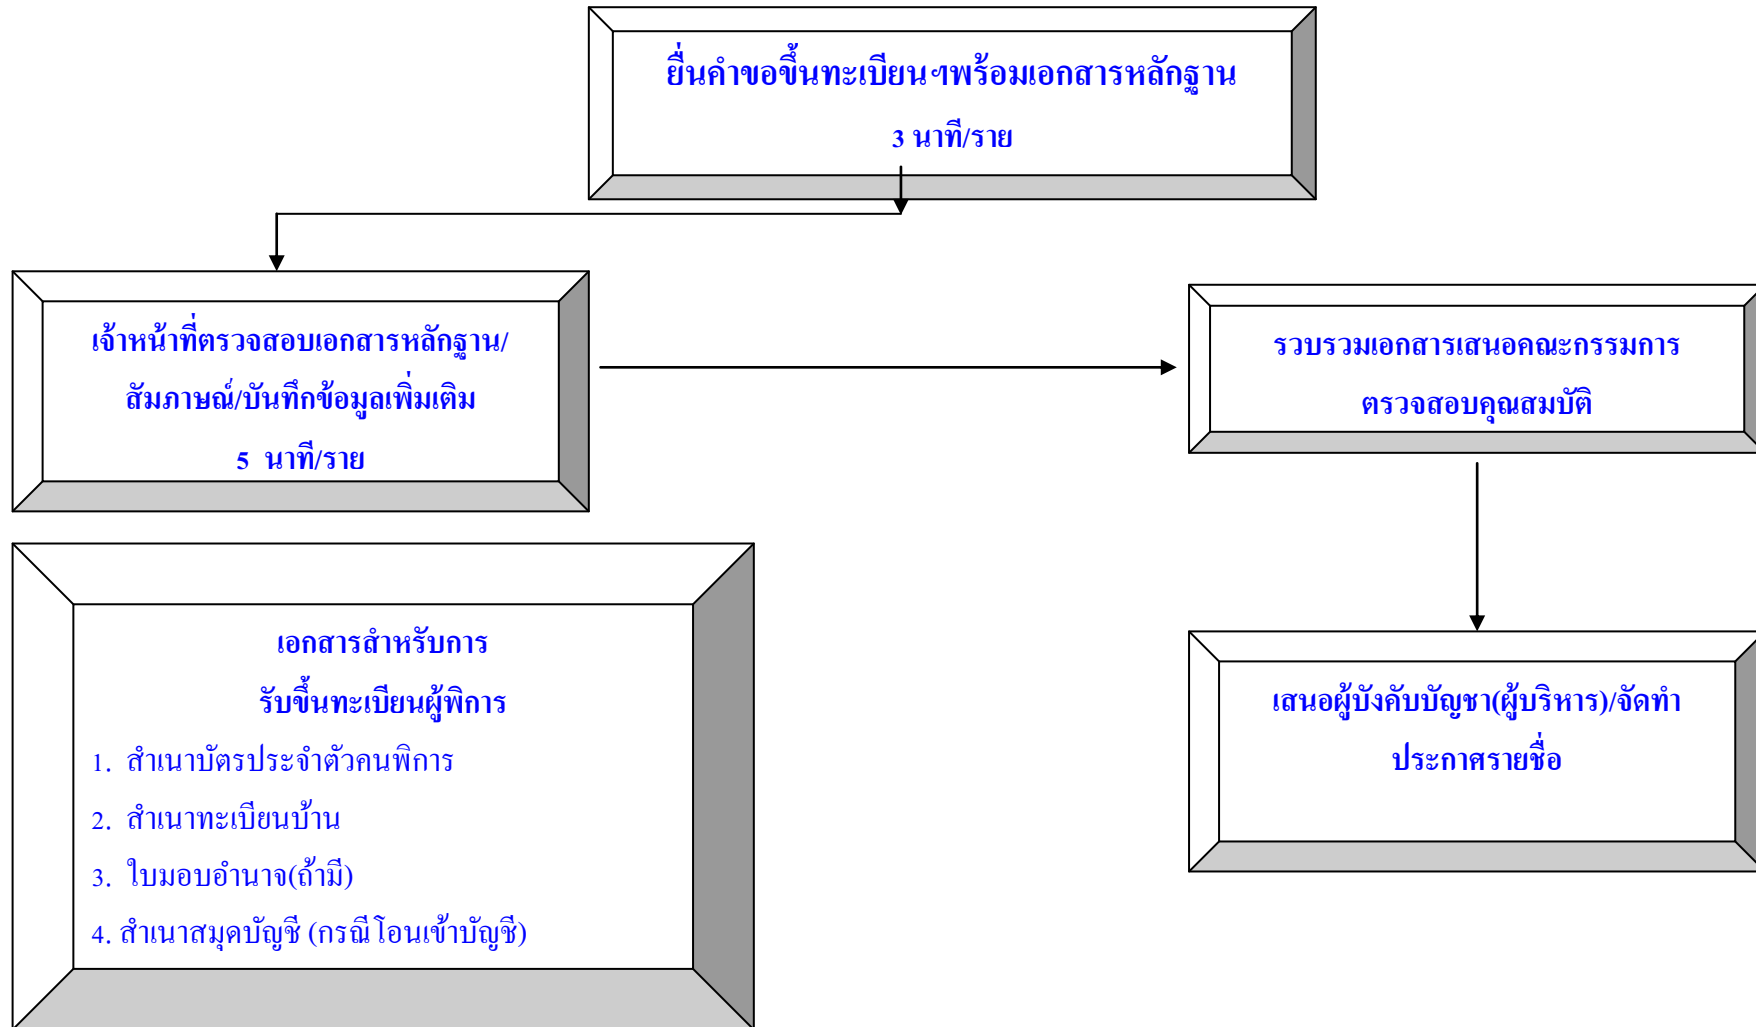 ยื่นคำขอขึ้นทะเบียนฯพร้อมเอกสารหลักฐาน
3 นาที/ราย
เจ้าหน้าที่ตรวจสอบเอกสารหลักฐาน/
สัมภาษณ์/บันทึกข้อมูลเพิ่มเติม
5 นาที/ราย
รวบรวมเอกสารเสนอคณะกรรมการ
ตรวจสอบคุณสมบัติ
เอกสารสำหรับการ
รับขึ้นทะเบียนผู้พิการ
1. สำเนาบัตรประจำตัวคนพิการ
2. สำเนาทะเบียนบ้าน
3. ใบมอบอำนาจ(ถ้ามี)
4. สำเนาสมุดบัญชี (กรณีโอนเข้าบัญชี)
เสนอผู้บังคับบัญชา(ผู้บริหาร)/จัดทำ
ประกาศรายชื่อ